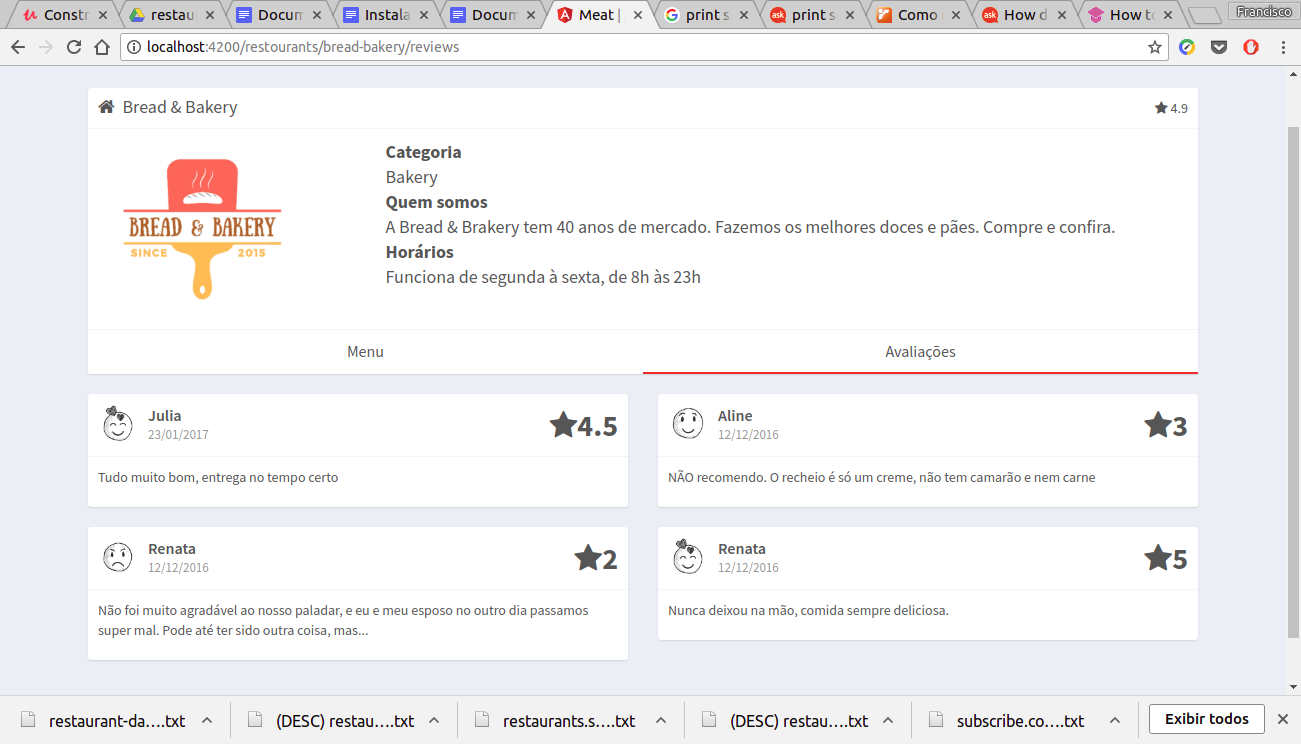 Constr
restau
Docum
Instala
Docum
Meat |
print s
print s
Como
How d
How to
Francisco
localhost:4200/restourants/bread-bakery/reviews
Bread & Bakery
4.9
BREAD & BAKERY
SINCE 2015
Categoria
Bakery
Quem somos
A Bread & Brakery tem 40 anos de mercado. Fazemos os melhores doces e pães. Compre e confira.
Horários
Funciona de segunda à sexta, de 8h às 23h
Menu
Avaliações
Julia
23/01/2017
4.5
Tudo muito bom, entrega no tempo certo
Aline
12/12/2016
3
NÃO recomendo. O recheio é só um creme, não tem camarão e nem carne
Renata
12/12/2016
2
Não foi muito agradável ao nosso paladar, e eu e meu esposo no outro dia passamos
super mal. Pode até ter sido outra coisa, mas...
Renata
12/12/2016
5
Nunca deixou na mão, comida sempre deliciosa.
restaurant-da....txt
(DESC) restau....txt
restaurants.s....txt
(DESC) restau....txt
subscribe.co....txt
Exibir todos